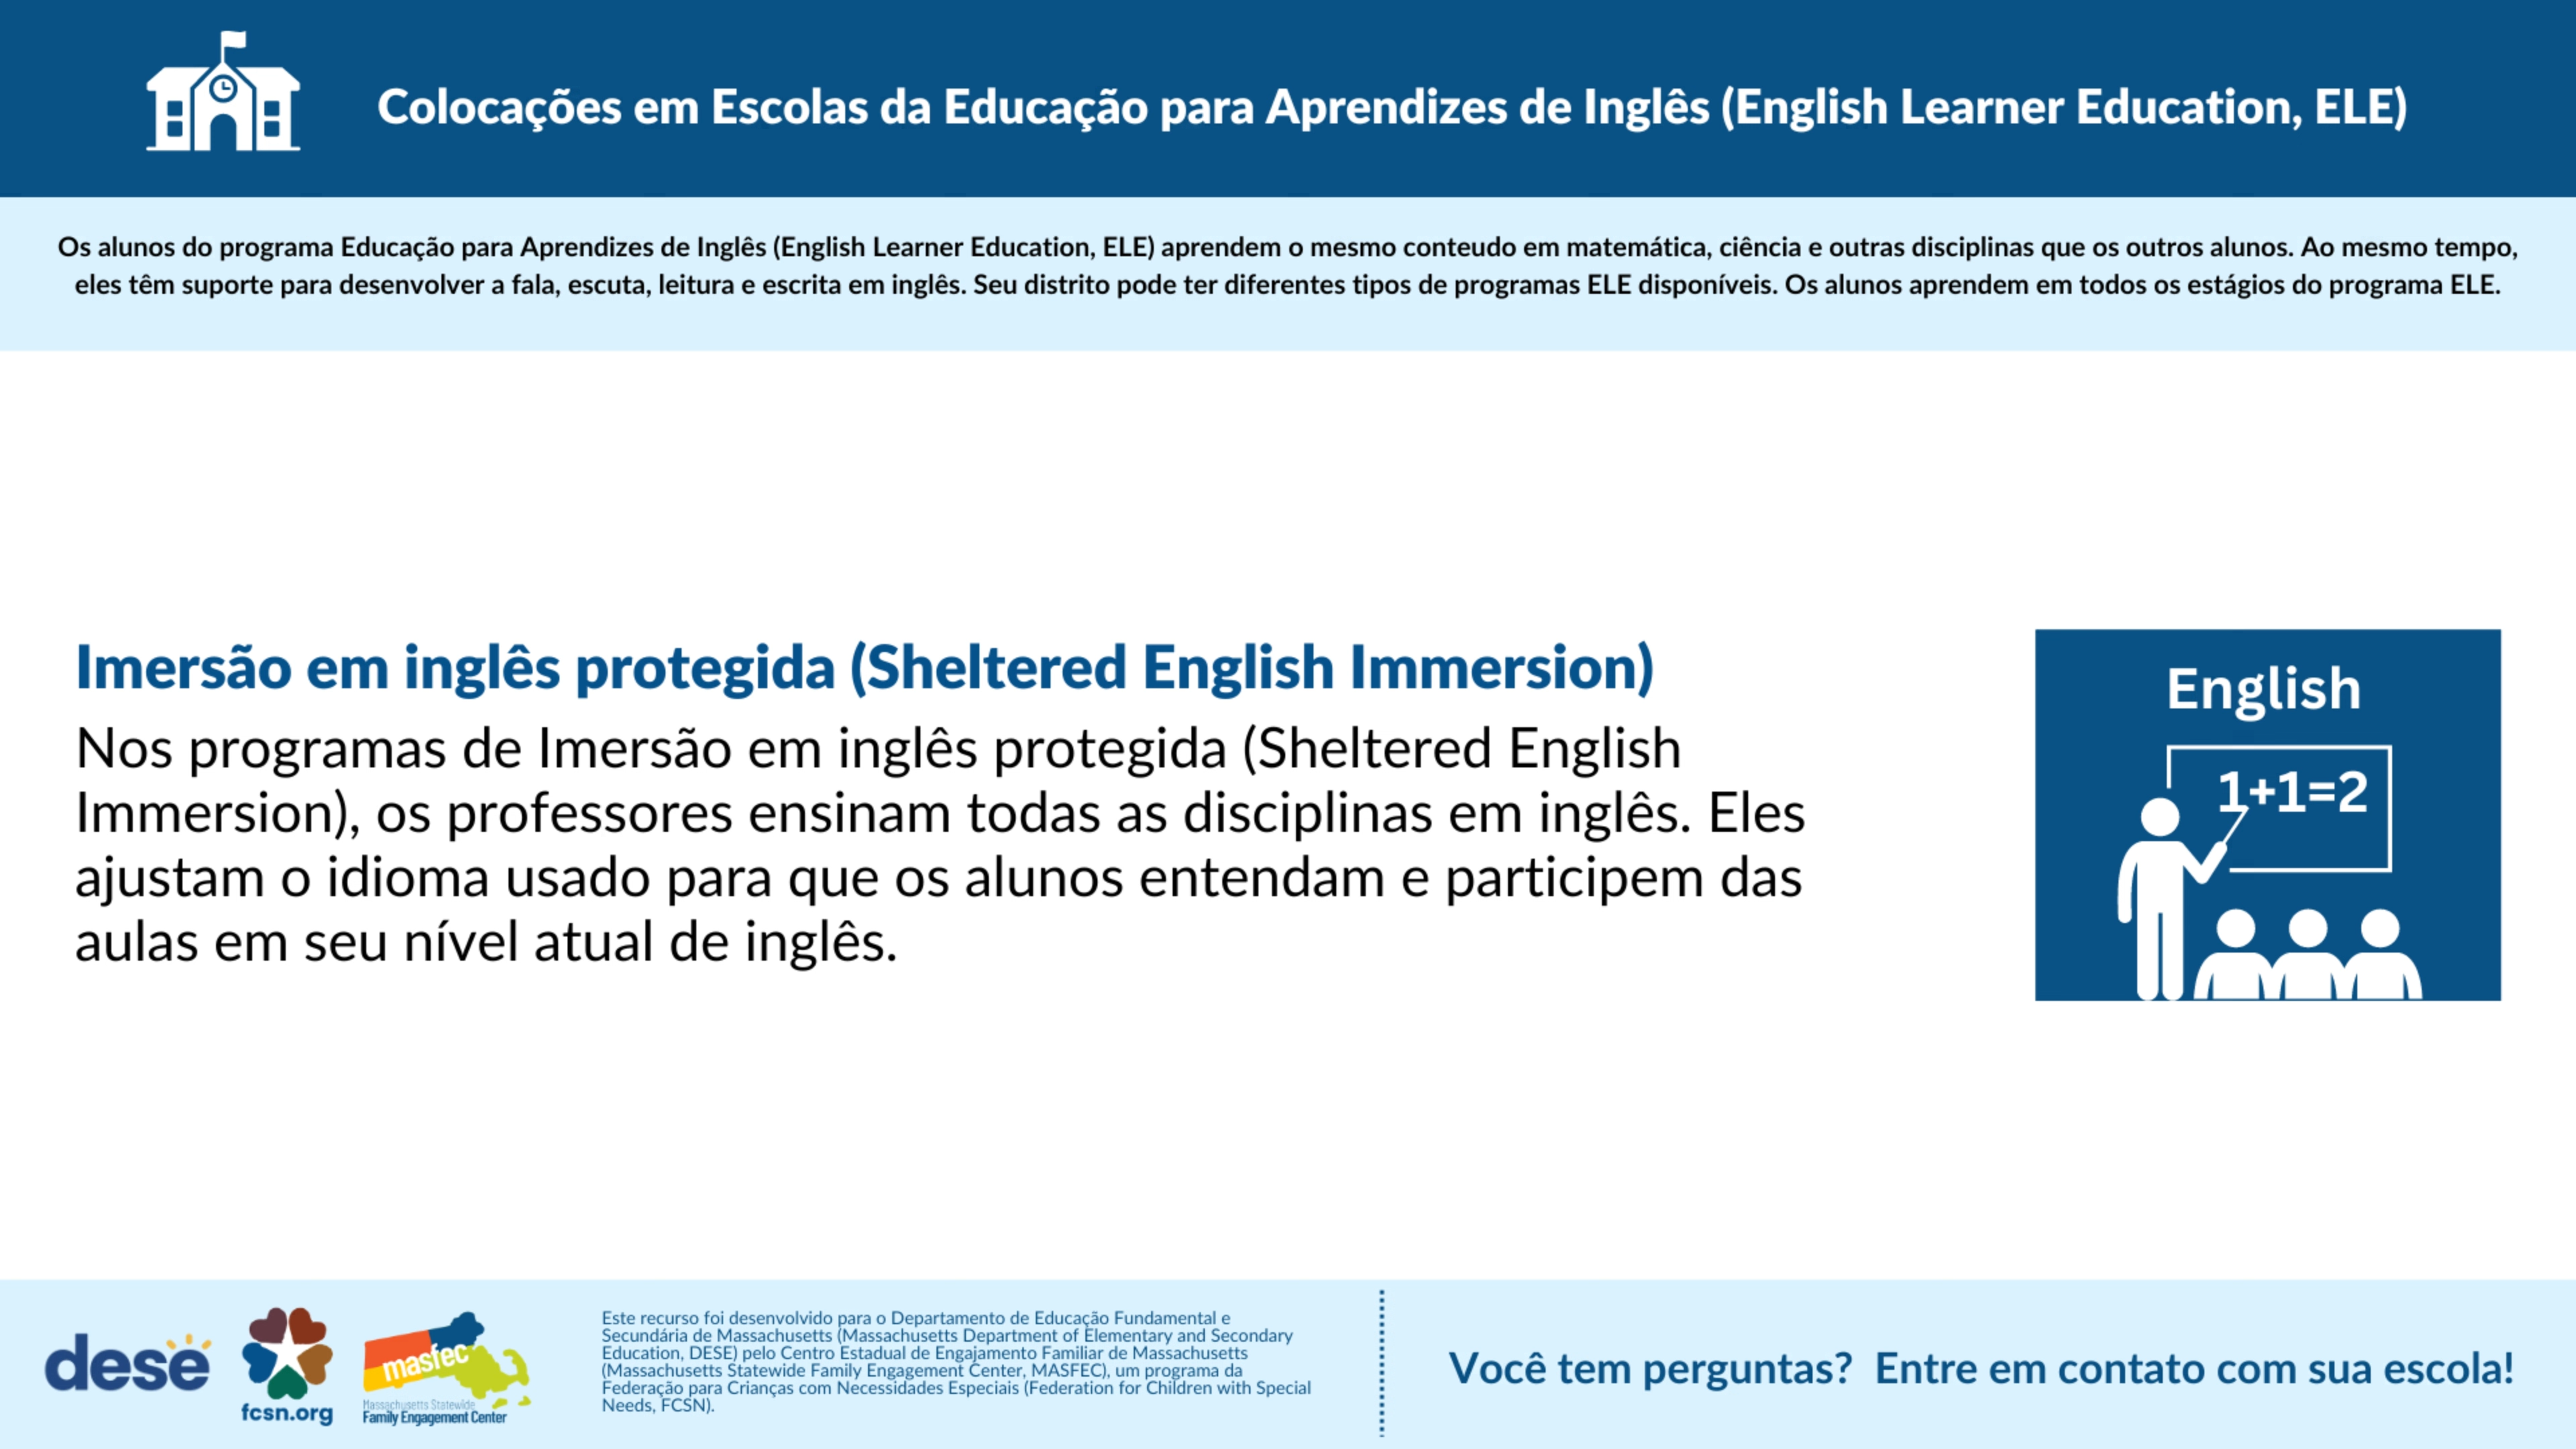 Colocações em Escolas da Educação para Aprendizes de Inglês (English Learner Education, ELE)
Os alunos do programa Educação para Aprendizes de Inglês (English Learner Education, ELE) aprendem o mesmo conteudo em matemática, ciência e outras disciplinas que os outros alunos. Ao mesmo tempo,
eles têm suporte para desenvolver a fala, escuta, leitura e escrita em inglês. Seu distrito pode ter diferentes tipos de programas ELE disponíveis. Os alunos aprendem em todos os estágios do programa ELE.
Imersão em inglês protegida (Sheltered English Immersion)
Nos programas de Imersão em inglês protegida (Sheltered English
Immersion), os professores ensinam todas as disciplinas em inglês. Eles
ajustam o idioma usado para que os alunos entendam e participem das
aulas em seu nível atual de inglês.
English
1+1=2
dese
fcsn.org
masfec
Massachusetts Statewide
Family Engagement Center
Este recurso foi desenvolvido para o Departamento de Educação Fundamental e
Secundária de Massachusetts (Massachusetts Department of Elementary and Secondary
Education, DESE) pelo Centro Estadual de Engajamento Familiar de Massachusetts
(Massachusetts Statewide Family Engagement Center, MASFEC), um programa da
Federação para Crianças com Necessidades Especiais (Federation for Children with Special
Needs, FCSN).
Você tem perguntas? Entre em contato com sua escola!